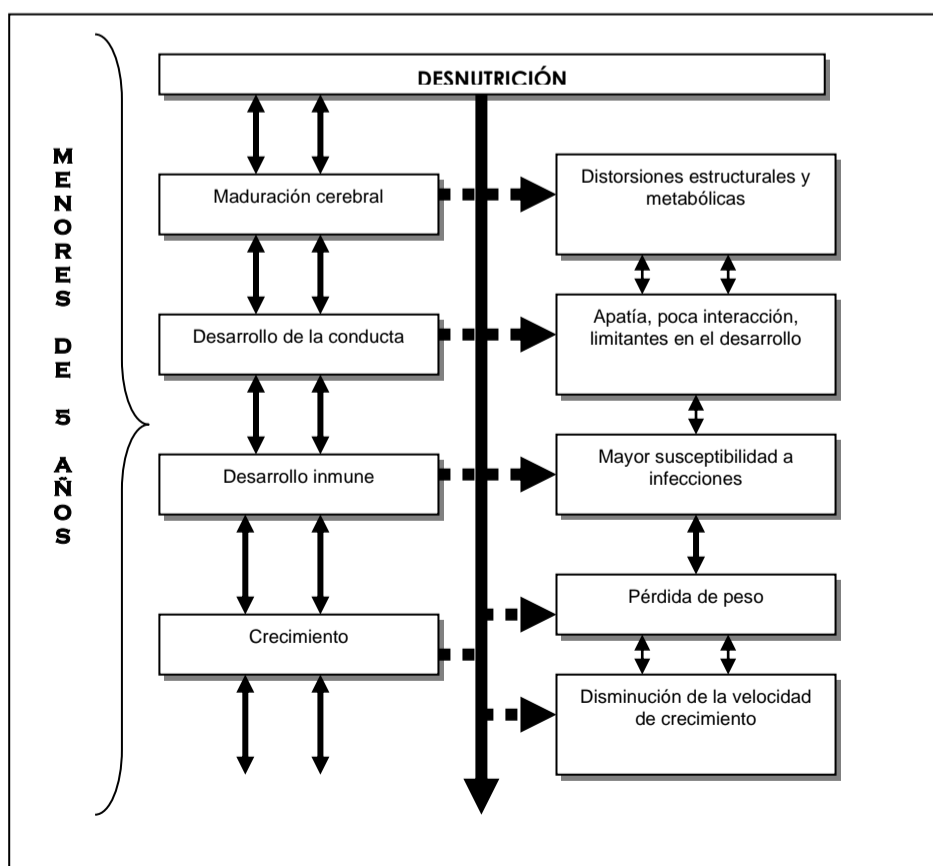 DESNUTRICIÓN
MENORES DE 5 AÑOS
Maduración cerebral
Distorsiones estructurales y
metabólicas
Desarrollo de la conducta
Apatía, poca interacción,
limitantes en el desarrollo
Desarrollo inmune
Mayor susceptibilidad a
infecciones
Crecimiento
Pérdida de peso
Disminución de la velocidad
de crecimiento